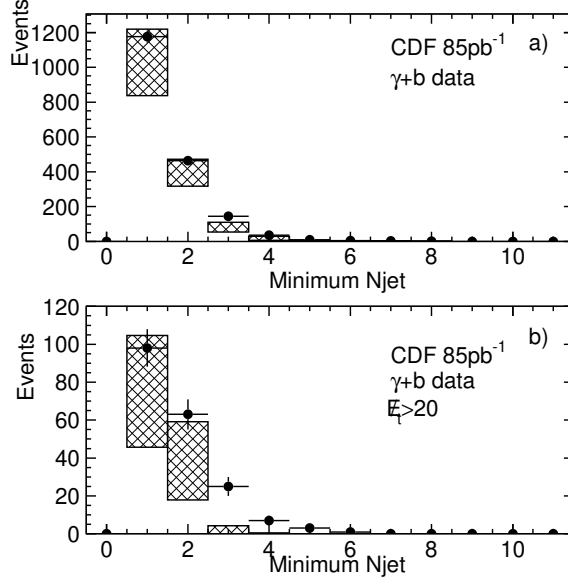 Events
1200
1000
800
600
400
200
0
CDF 85pb⁻¹
a)
γ+b data
0 2 4 6 8 10
Minimum Njet
Events
120
100
80
60
40
20
0
CDF 85pb⁻¹
b)
γ+b data
E̸t>20
0 2 4 6 8 10
Minimum Njet